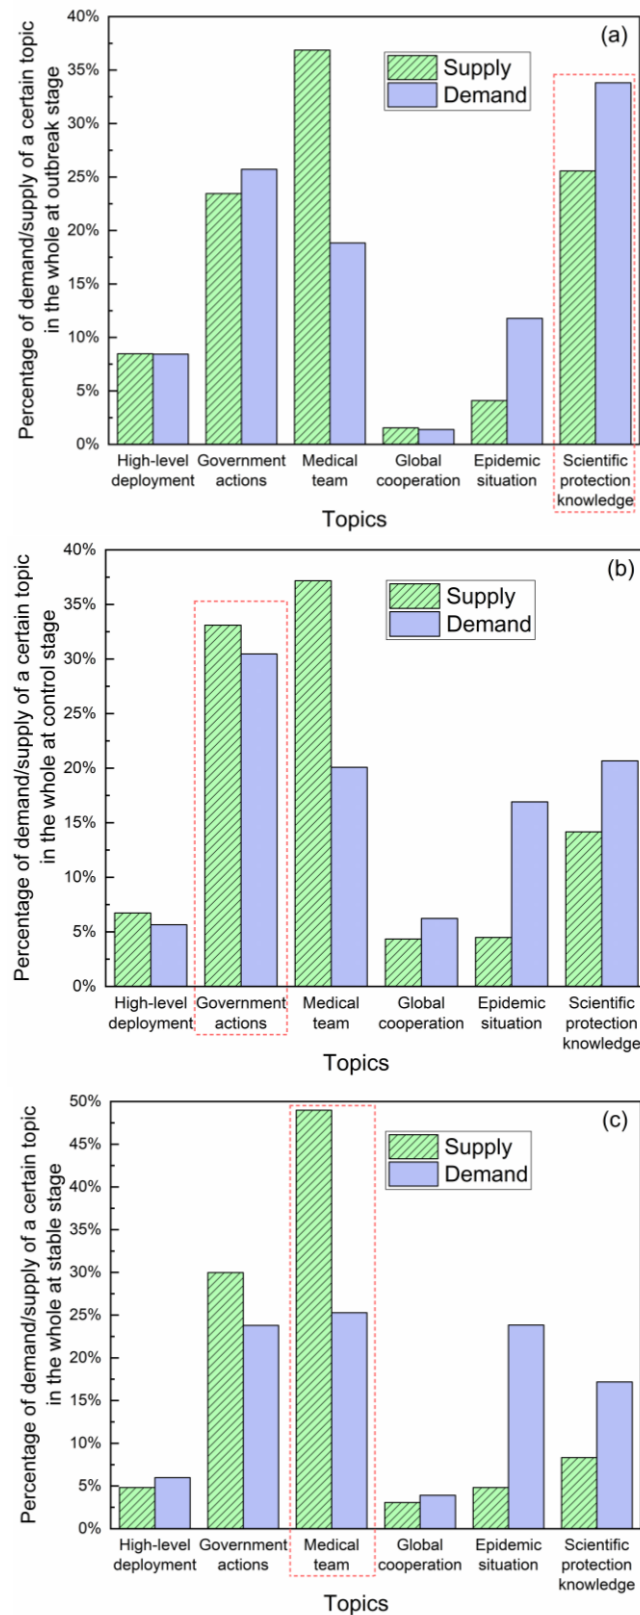 (a)
Supply
Demand
Percentage of demand/supply of a certain topic
in the whole at outbreak stage
40%
35%
30%
25%
20%
15%
10%
5%
0%
High-level
deployment
Government
actions
Medical
team
Global
cooperation
Epidemic
situation
Scientific
protection
knowledge
Topics
(b)
Supply
Demand
Percentage of demand/supply of a certain topic
in the whole at control stage
40%
35%
30%
25%
20%
15%
10%
5%
0%
High-level
deployment
Government
actions
Medical
team
Global
cooperation
Epidemic
situation
Scientific
protection
knowledge
Topics
(c)
Supply
Demand
Percentage of demand/supply of a certain topic
in the whole at stable stage
50%
45%
40%
35%
30%
25%
20%
15%
10%
5%
0%
High-level
deployment
Government
actions
Medical
team
Global
cooperation
Epidemic
situation
Scientific
protection
knowledge
Topics